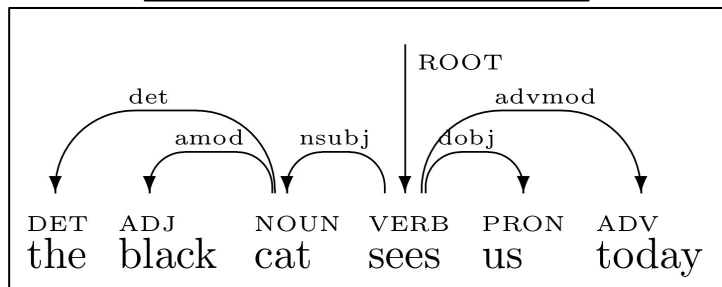 ROOT
det advmod
amod nsubj dobj
DET ADJ NOUN VERB PRON ADV
the black cat sees us today